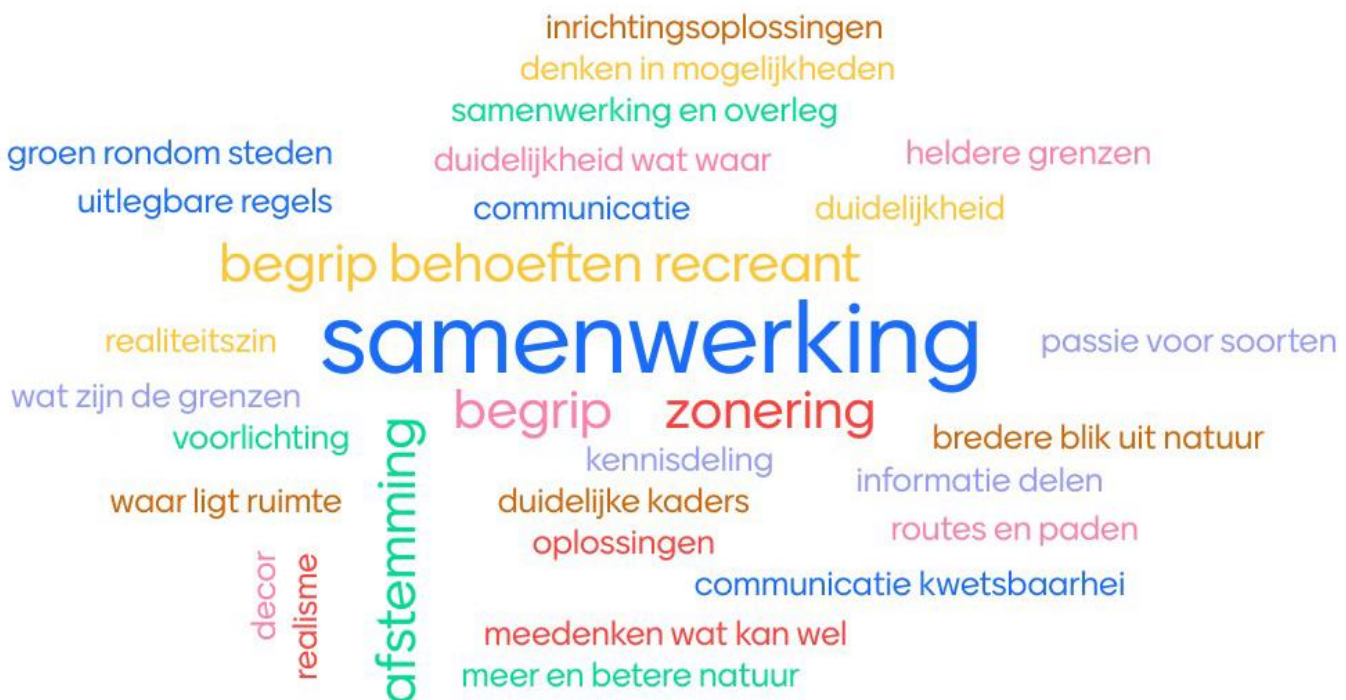 inrichtingsoplossingen
denken in mogelijkheden
samenwerking en overleg
groen rondom steden
duidelijkheid wat waar
heldere grenzen
uitlegbare regels
communicatie
duidelijkheid
begrip behoeften recreant
samenwerking
realiteitszin
passie voor soorten
wat zijn de grenzen
begrip
zonering
voorlichting
afstemming
bredere blik uit natuur
kennisdeling
informatie delen
waar ligt ruimte
duidelijke kaders
routes en paden
oplossingen
decor
realisme
communicatie kwetsbaarhei
meedenken wat kan wel
meer en betere natuur